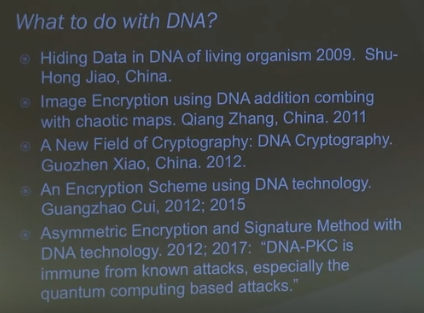 What to do with DNA?
Hiding Data in DNA of living organism 2009. Shu-
Hong Jiao, China.
Image Encryption using DNA addition combing
with chaotic maps. Qiang Zhang, China. 2011
A New Field of Cryptography: DNA Cryptography.
Guozhen Xiao, China. 2012.
An Encryption Scheme using DNA technology.
Guangzhao Cui, 2012; 2015
Asymmetric Encryption and Signature Method with
DNA technology. 2012; 2017: “DNA-PKC is
immune from known attacks, especially the
quantum computing based attacks.”